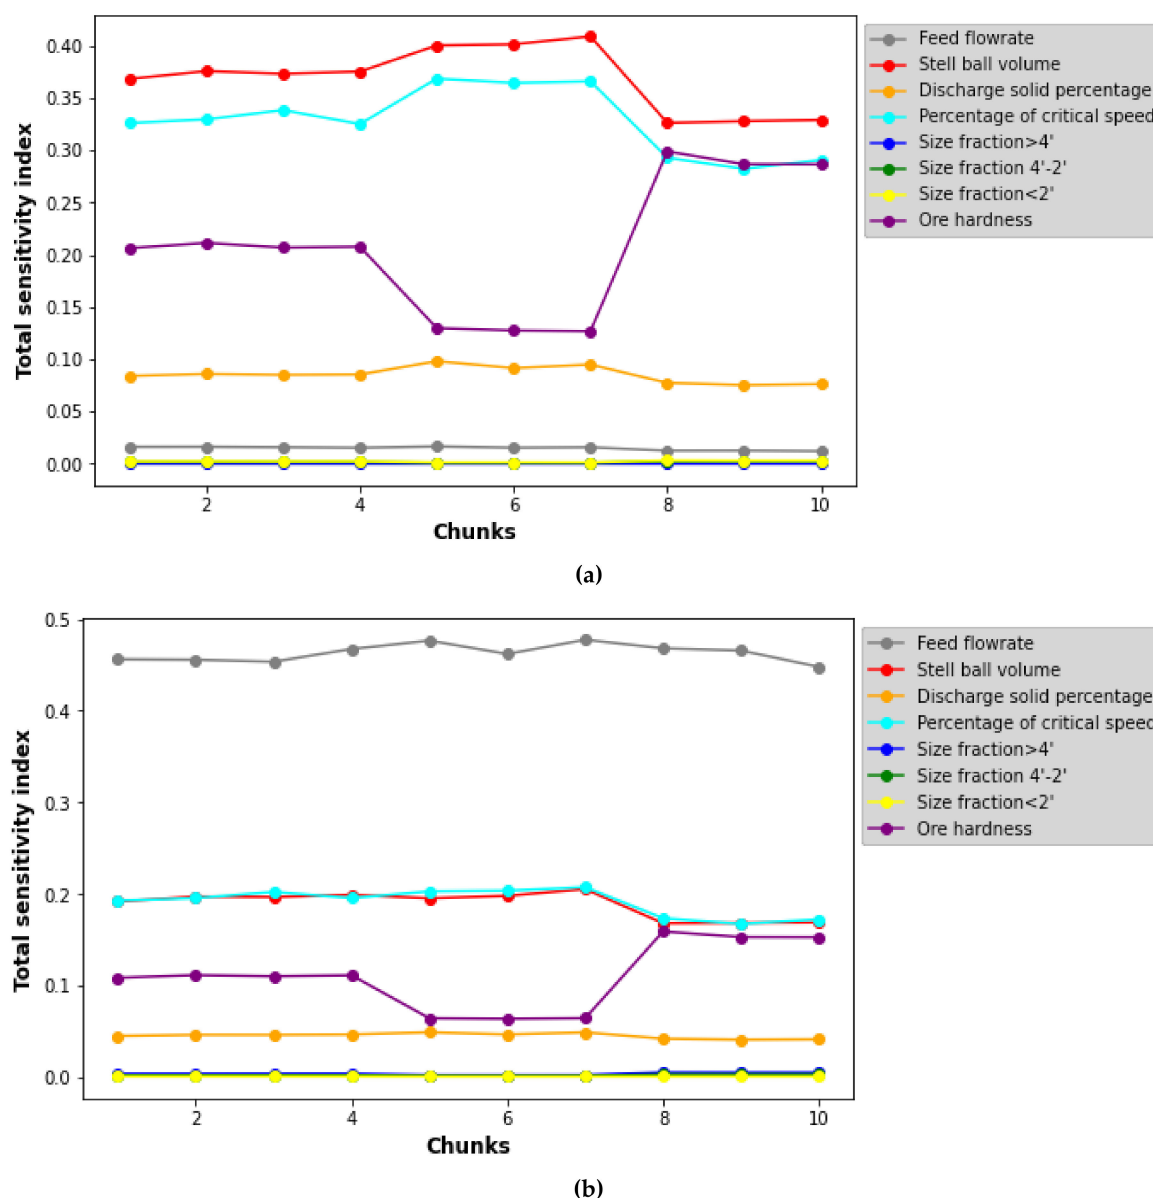 0.40
0.35
0.30
0.25
0.20
0.15
0.10
0.05
0.00
Total sensitivity index
2 4 6 8 10
Chunks
Feed flowrate
Stell ball volume
Discharge solid percentage
Percentage of critical speed
Size fraction>4'
Size fraction 4'-2'
Size fraction<2'
Ore hardness
(a)
0.5
0.4
0.3
0.2
0.1
0.0
Total sensitivity index
2 4 6 8 10
Chunks
Feed flowrate
Stell ball volume
Discharge solid percentage
Percentage of critical speed
Size fraction>4'
Size fraction 4'-2'
Size fraction<2'
Ore hardness
(b)